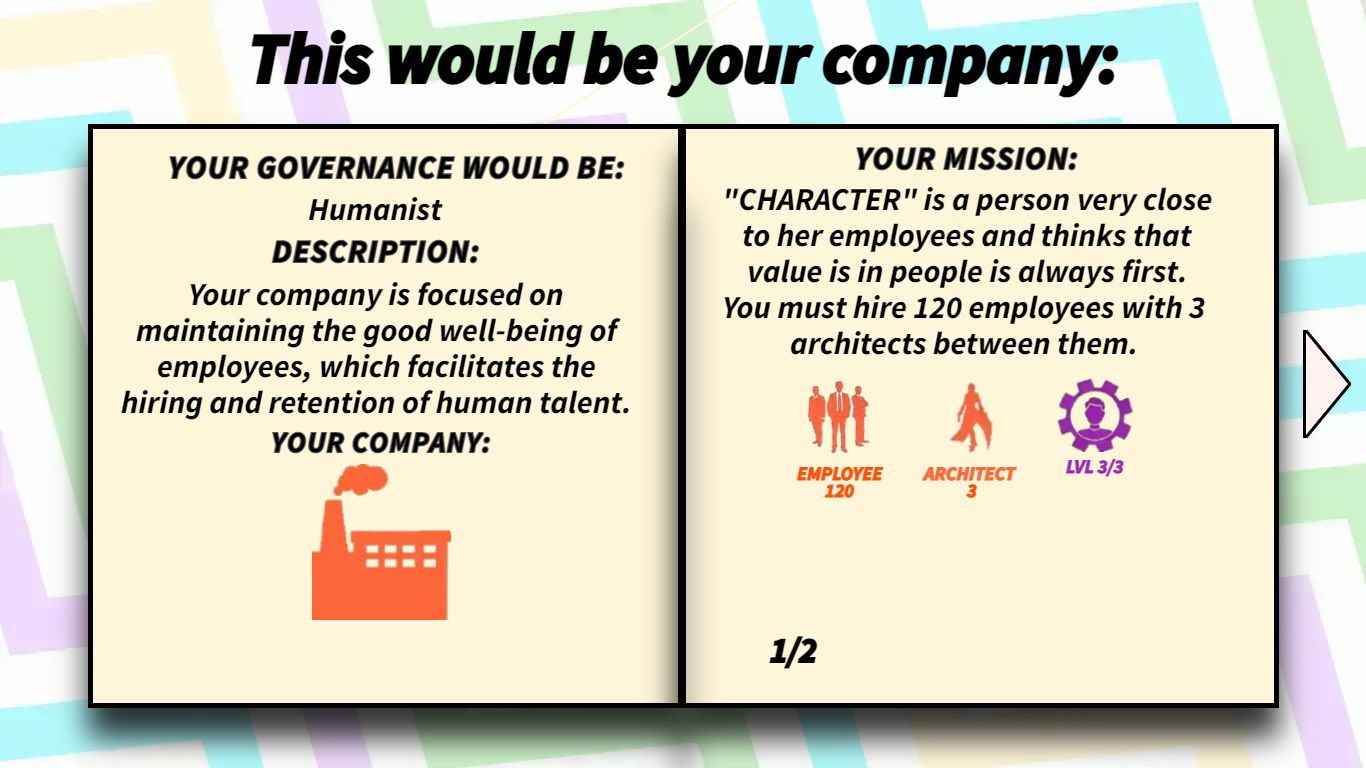 This would be your company:
YOUR GOVERNANCE WOULD BE:
Humanist
DESCRIPTION:
Your company is focused on
maintaining the good well-being of
employees, which facilitates the
hiring and retention of human talent.
YOUR COMPANY:
YOUR MISSION:
"CHARACTER" is a person very close
to her employees and thinks that
value is in people is always first.
You must hire 120 employees with 3
architects between them.
EMPLOYEE
120
ARCHITECT
3
LVL 3/3
1/2